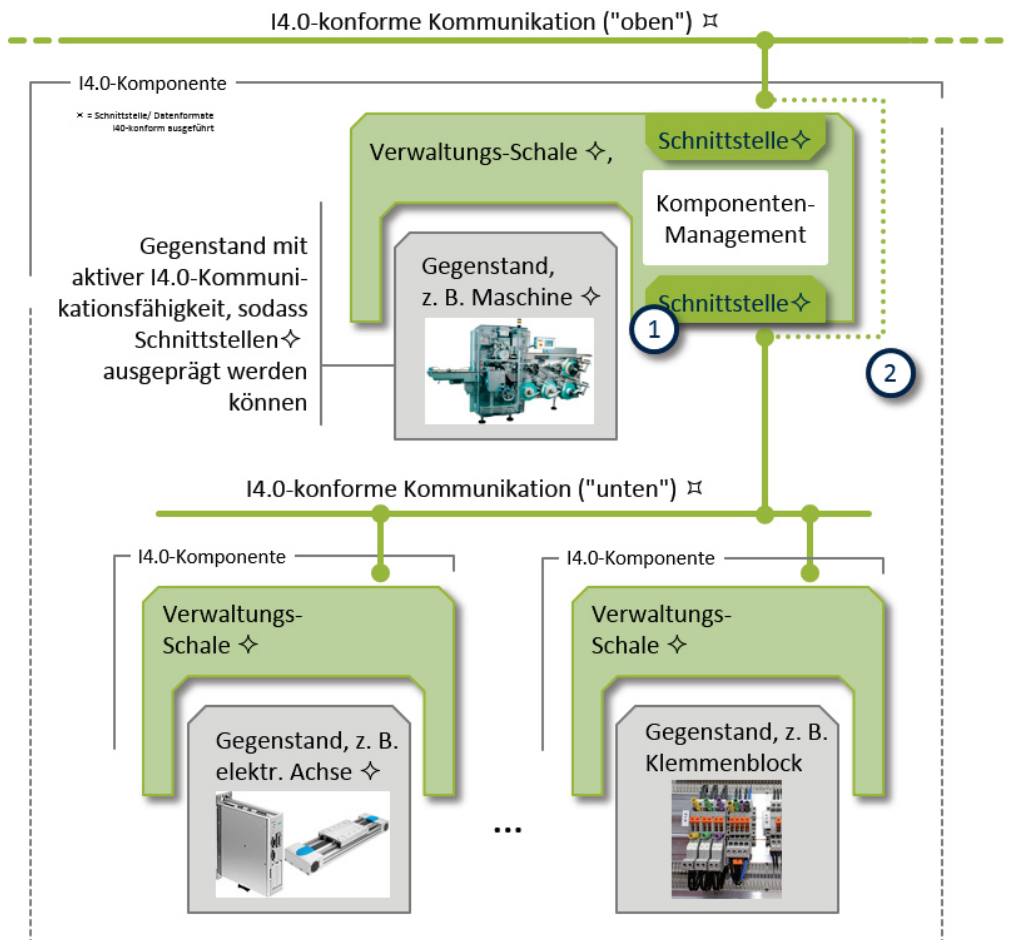 I4.0-konforme Kommunikation ("oben") ¤
I4.0-Komponente
¤ = Schnittstelle/ Datenformate
I40-konform ausgeführt
Verwaltungs-Schale ✧,
Schnittstelle✧
Komponenten-
Management
Schnittstelle✧
Gegenstand mit
aktiver I4.0-Kommuni-
kationsfähigkeit, sodass
Schnittstellen✧
ausgeprägt werden
können
Gegenstand,
z. B. Maschine ✧
1
2
I4.0-konforme Kommunikation ("unten") ¤
I4.0-Komponente
Verwaltungs-
Schale ✧
Gegenstand, z. B.
elektr. Achse ✧
...
I4.0-Komponente
Verwaltungs-
Schale ✧
Gegenstand, z. B.
Klemmenblock